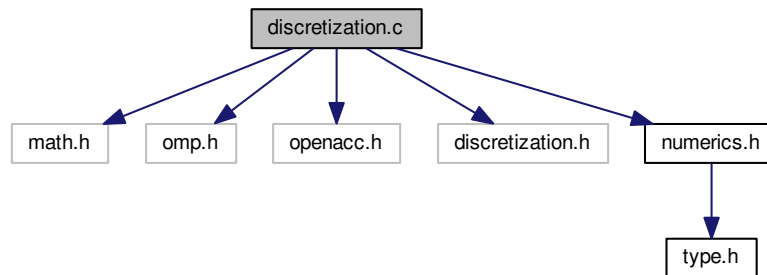 discretization.c
math.h
omp.h
openacc.h
discretization.h
numerics.h
type.h